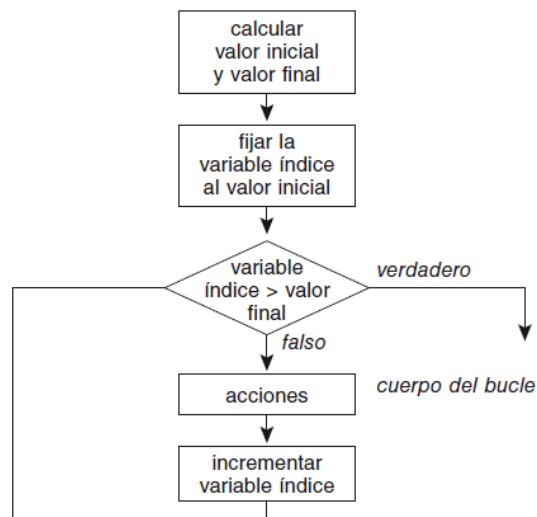 calcular
valor inicial
y valor final
fijar la
variable índice
al valor inicial
variable
índice > valor
final
verdadero
falso
acciones
cuerpo del bucle
incrementar
variable índice